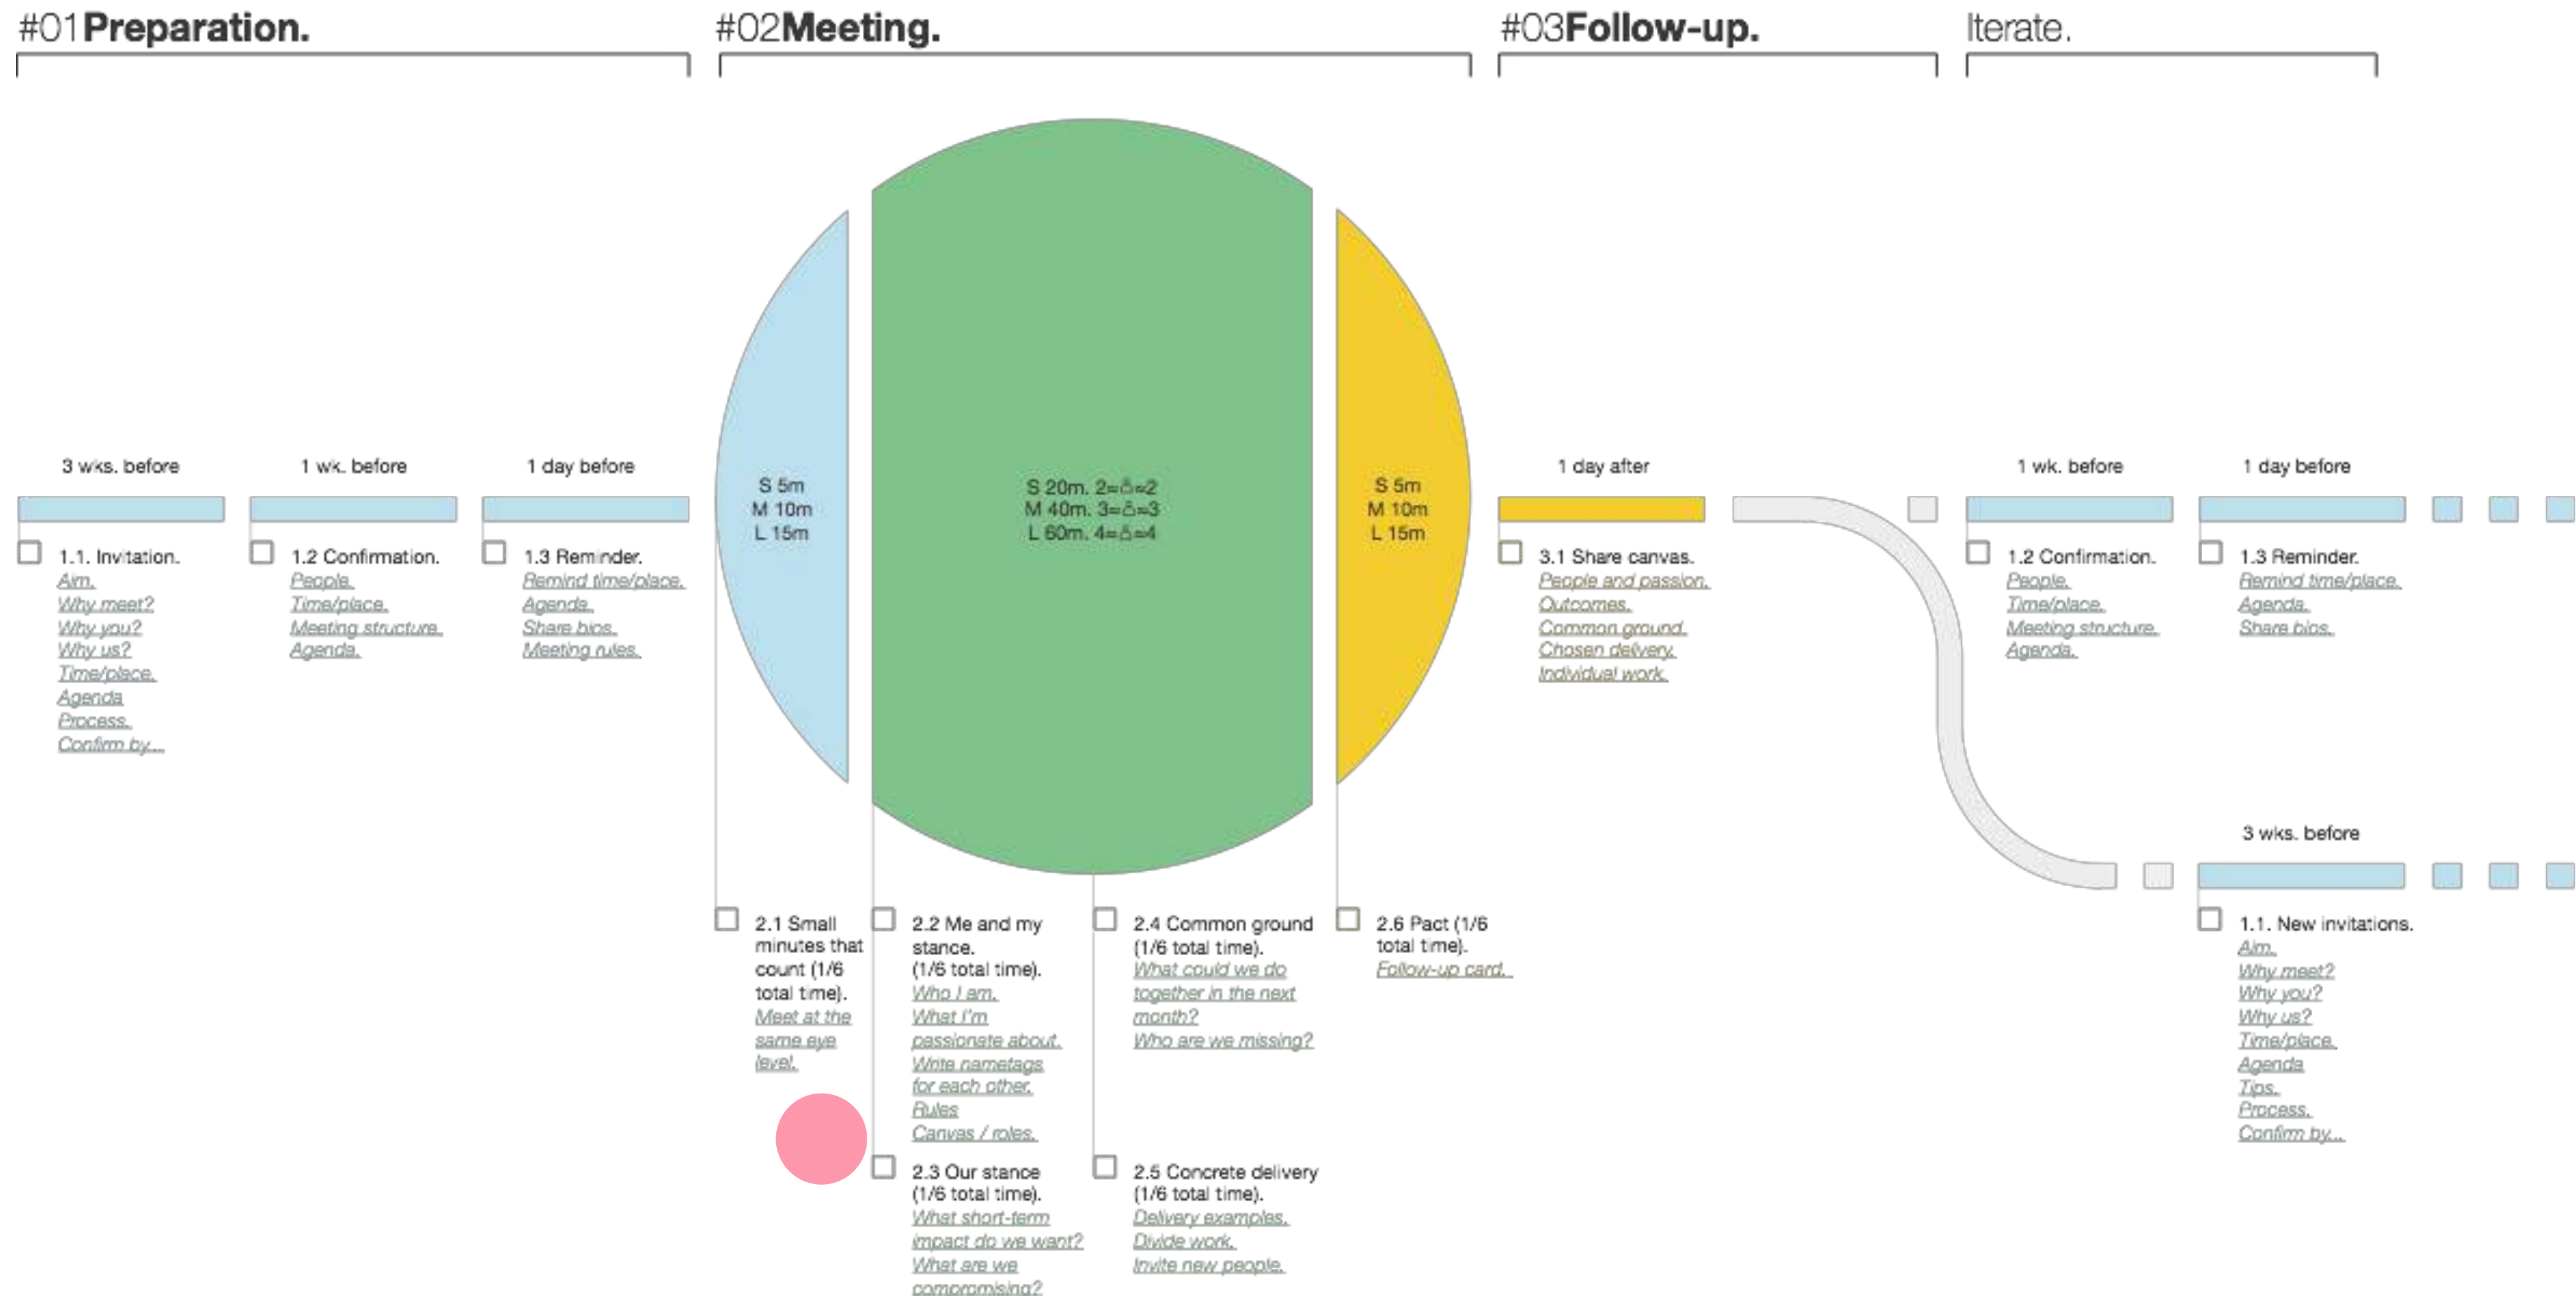 #01Preparation.
#02Meeting.
#03Follow-up.
Iterate.
3 wks. before
1.1. Invitation.
Aim.
Why meet?
Why you?
Why us?
Time/place.
Agenda
Process.
Confirm by...
1 wk. before
1.2 Confirmation.
People.
Time/place.
Meeting structure.
Agenda.
1 day before
1.3 Reminder.
Remind time/place.
Agenda.
Share bios.
Meeting rules.
S 5m
M 10m
L 15m
S 20m. 2==2
M 40m. 3==3
L 60m. 4==4
S 5m
M 10m
L 15m
2.1 Small
minutes that
count (1/6
total time).
Meet at the
same eye
level.
2.2 Me and my
stance.
(1/6 total time).
Who I am.
What I'm
passionate about.
Write nametags
for each other.
Rules
Canvas / roles.
2.3 Our stance
(1/6 total time).
What short-term
impact do we want?
What are we
compromising?
2.4 Common ground
(1/6 total time).
What could we do
together in the next
month?
Who are we missing?
2.5 Concrete delivery
(1/6 total time).
Delivery examples.
Divide work.
Invite new people.
2.6 Pact (1/6
total time).
Follow-up card.
1 day after
3.1 Share canvas.
People and passion.
Outcomes.
Common ground.
Chosen delivery.
Individual work.
1 wk. before
1.2 Confirmation.
People.
Time/place.
Meeting structure.
Agenda.
1 day before
1.3 Reminder.
Remind time/place.
Agenda.
Share bios.
3 wks. before
1.1. New invitations.
Aim.
Why meet?
Why you?
Why us?
Time/place.
Agenda
Tips.
Process.
Confirm by...